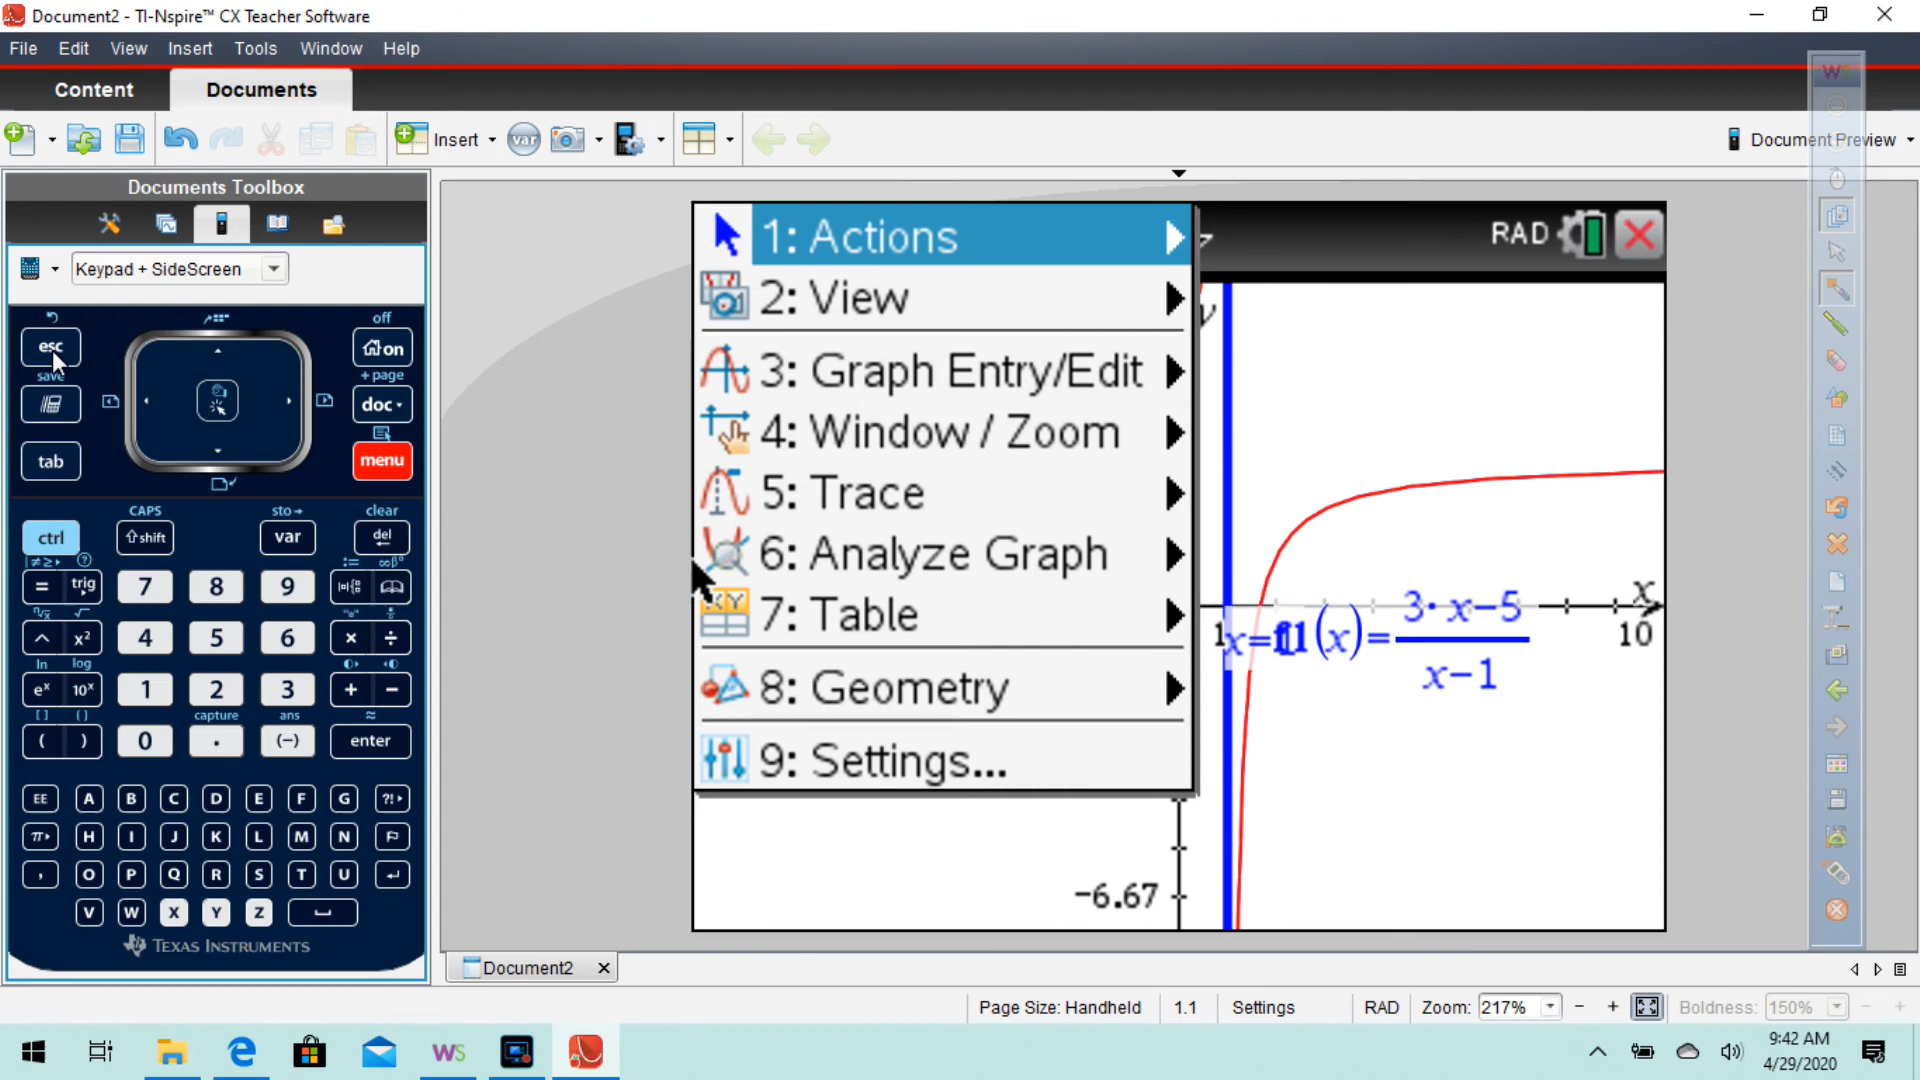 Document2 - TI-Nspire™ CX Teacher Software
File Edit View Insert Tools Window Help
Content Documents
Insert var Document Preview
Documents Toolbox
Keypad + SideScreen
off
esc on
save + page
doc
tab menu
CAPS sto→ clear
ctrl shift var del
= trig 7 8 9
^ x² 4 5 6 × ÷
ln log
eˣ 10ˣ 1 2 3 + −
[ ] { } capture ans ≈
( ) 0 . (−) enter
EE A B C D E F G ?!▸
π▸ H I J K L M N
, O P Q R S T U
V W X Y Z
TEXAS INSTRUMENTS
1: Actions
2: View
3: Graph Entry/Edit
4: Window / Zoom
5: Trace
6: Analyze Graph
7: Table
8: Geometry
9: Settings...
RAD
y
x
1 10
f1(x)=
3· x−5
x−1
x=
-6.67
Document2
Page Size: Handheld 1.1 Settings RAD Zoom: 217% − + Boldness: 150% − +
WS
9:42 AM
4/29/2020